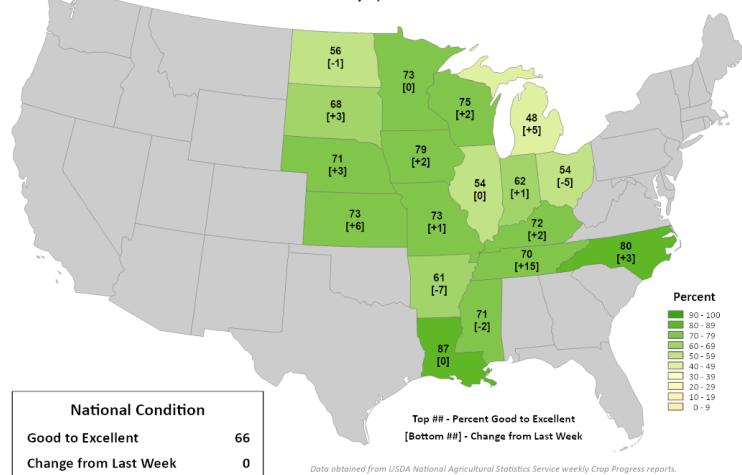 56
[-1]
73
[0]
75
[+2]
68
[+3]
48
[+5]
79
[+2]
71
[+3]
54
[0]
62
[+1]
54
[-5]
73
[+6]
73
[+1]
72
[+2]
70
[+15]
80
[+3]
61
[-7]
71
[-2]
87
[0]
Percent
90 - 100
80 - 89
70 - 79
60 - 69
50 - 59
40 - 49
30 - 39
20 - 29
10 - 19
0 - 9
National Condition
Good to Excellent 66
Change from Last Week 0
Top ## - Percent Good to Excellent
[Bottom ##] - Change from Last Week
Data obtained from USDA National Agricultural Statistics Service weekly Crop Progress reports.